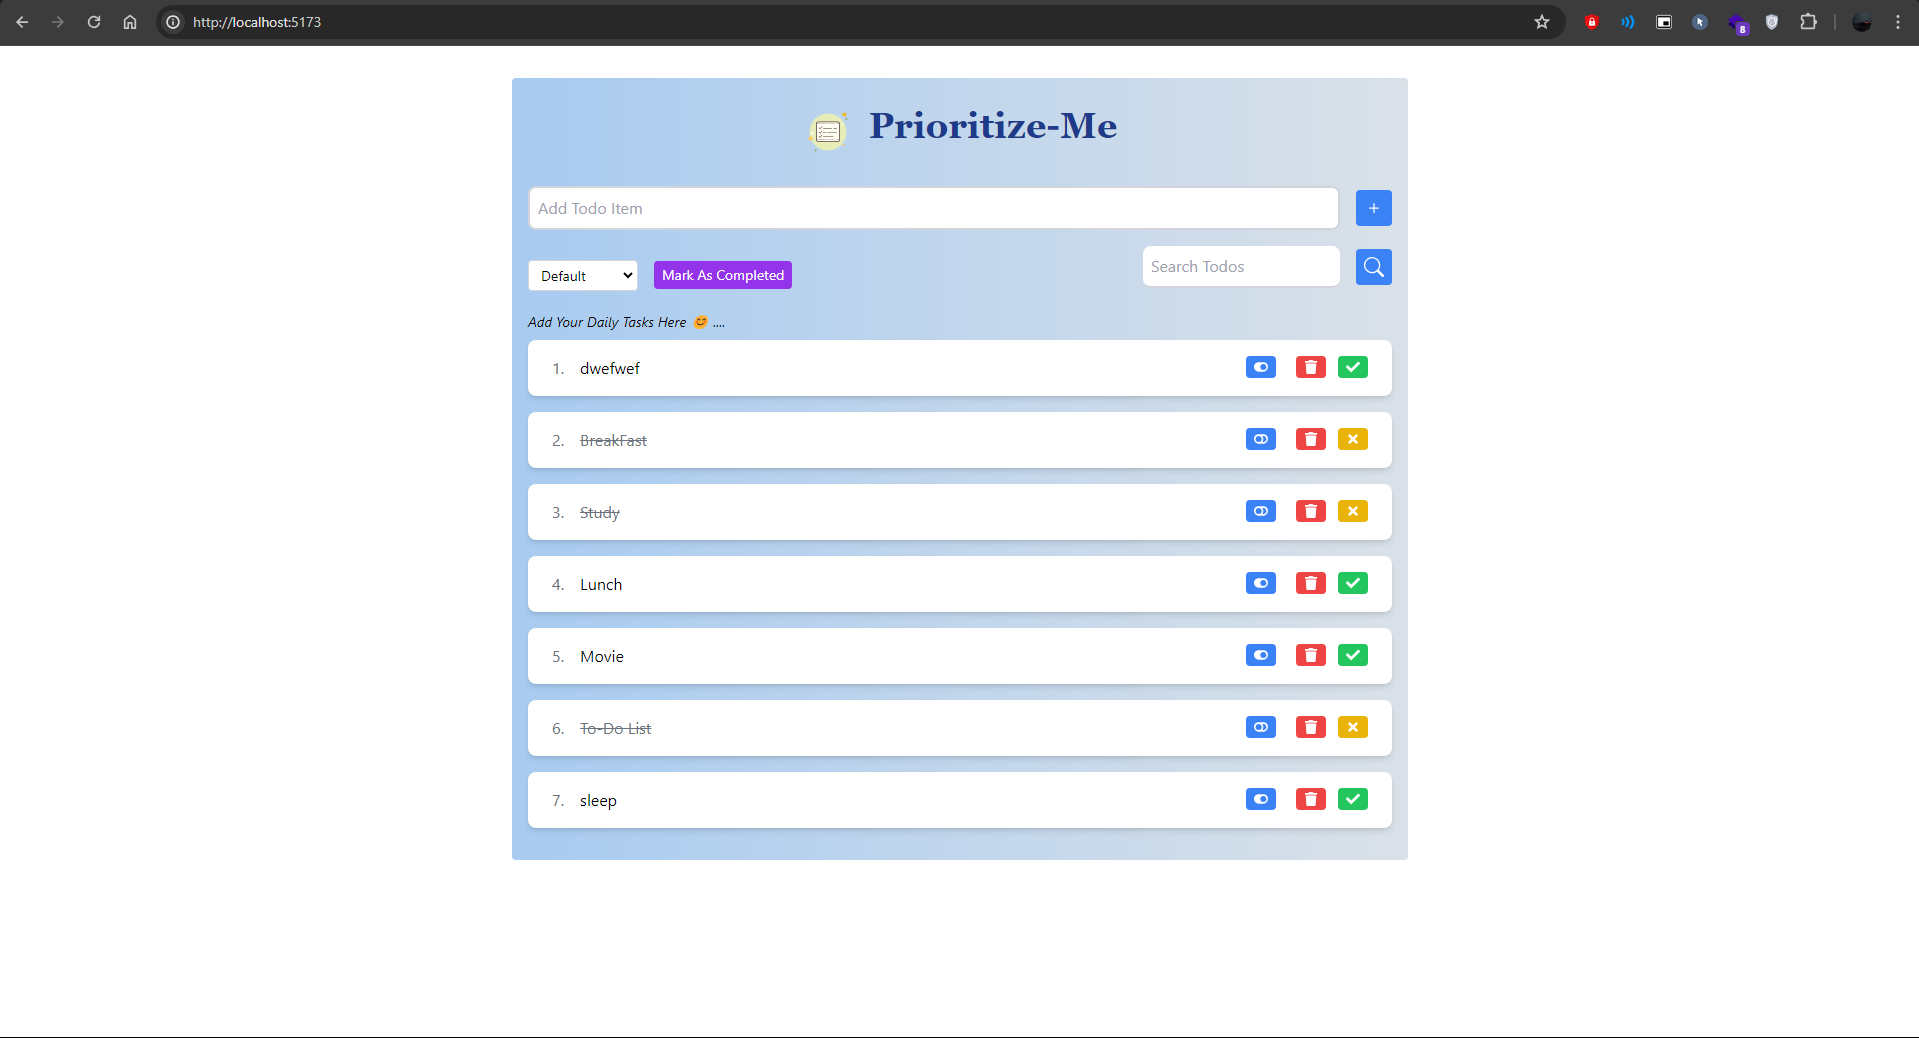 http://localhost:5173
8
Prioritize-Me
Add Todo Item
+
Default
Mark As Completed
Search Todos
Add Your Daily Tasks Here 😊 ....
1. dwefwef
2. BreakFast
3. Study
4. Lunch
5. Movie
6. To-Do List
7. sleep